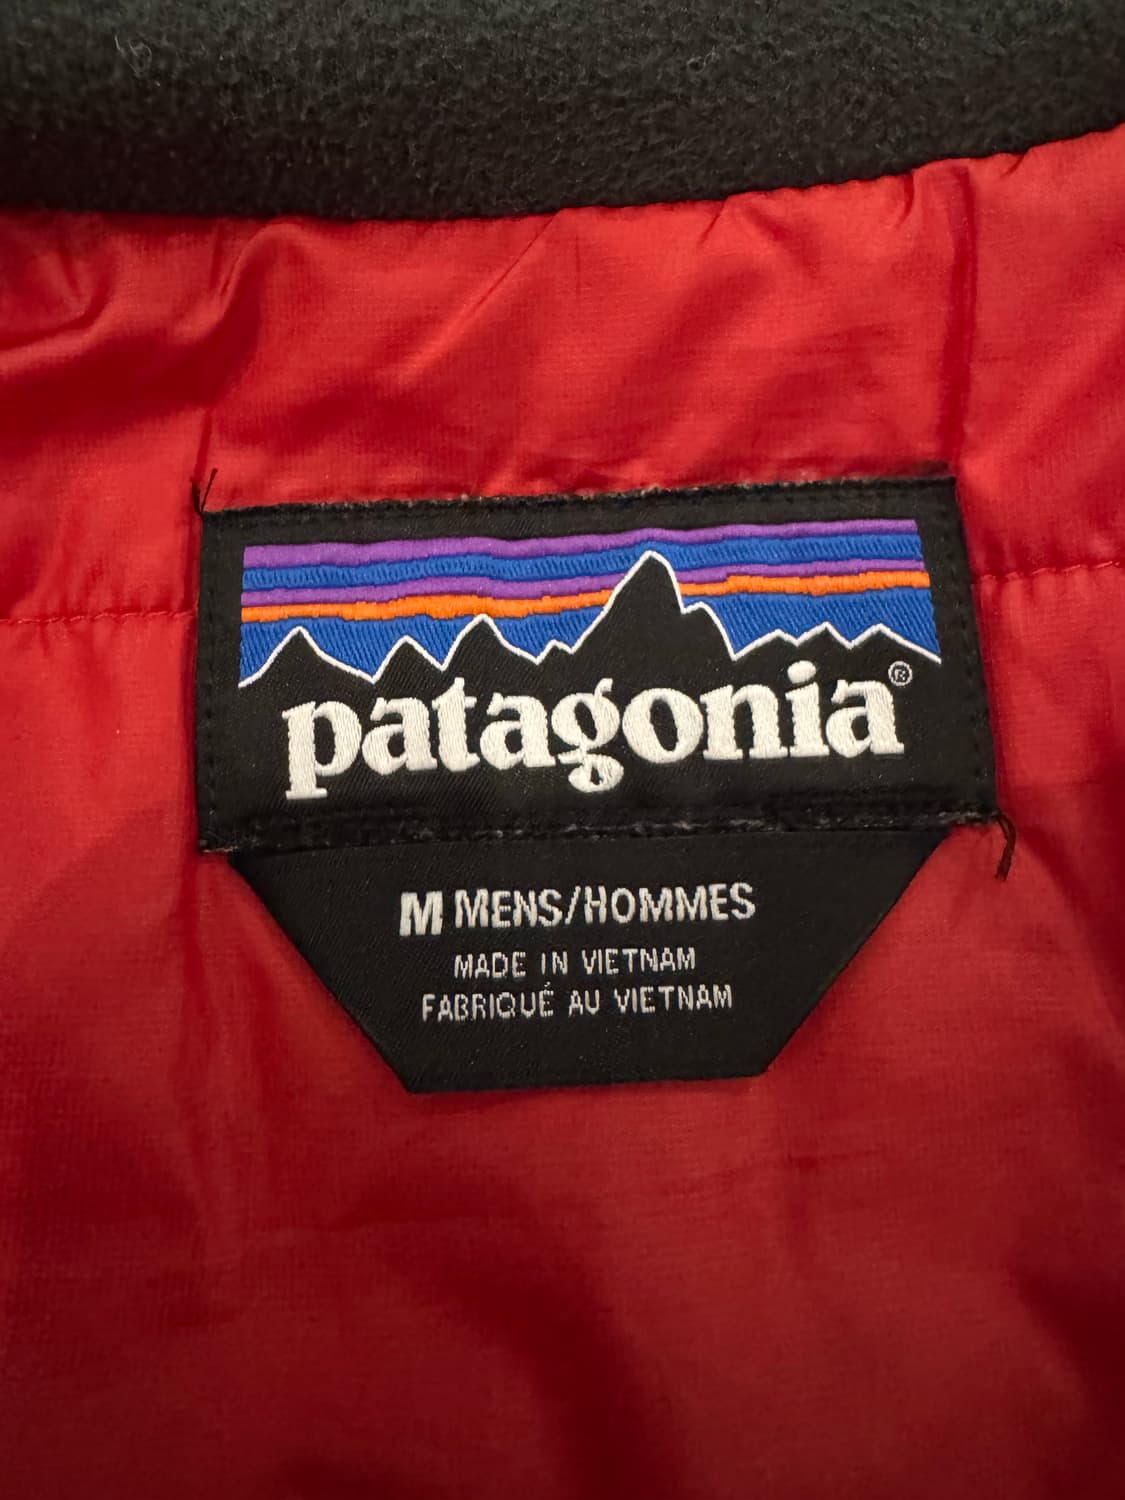 patagonia®
M MENS/HOMMES
MADE IN VIETNAM
FABRIQUÉ AU VIETNAM